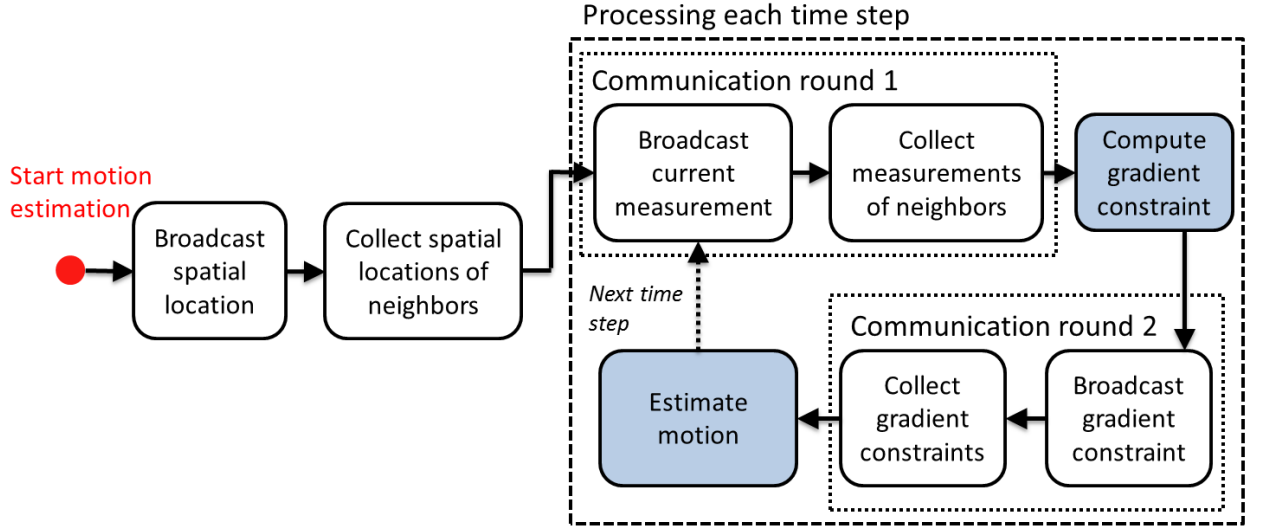 Processing each time step
Communication round 1
Broadcast
current
measurement
Collect
measurements
of neighbors
Compute
gradient
constraint
Start motion
estimation
Broadcast
spatial
location
Collect spatial
locations of
neighbors
Next time
step
Communication round 2
Estimate
motion
Collect
gradient
constraints
Broadcast
gradient
constraint